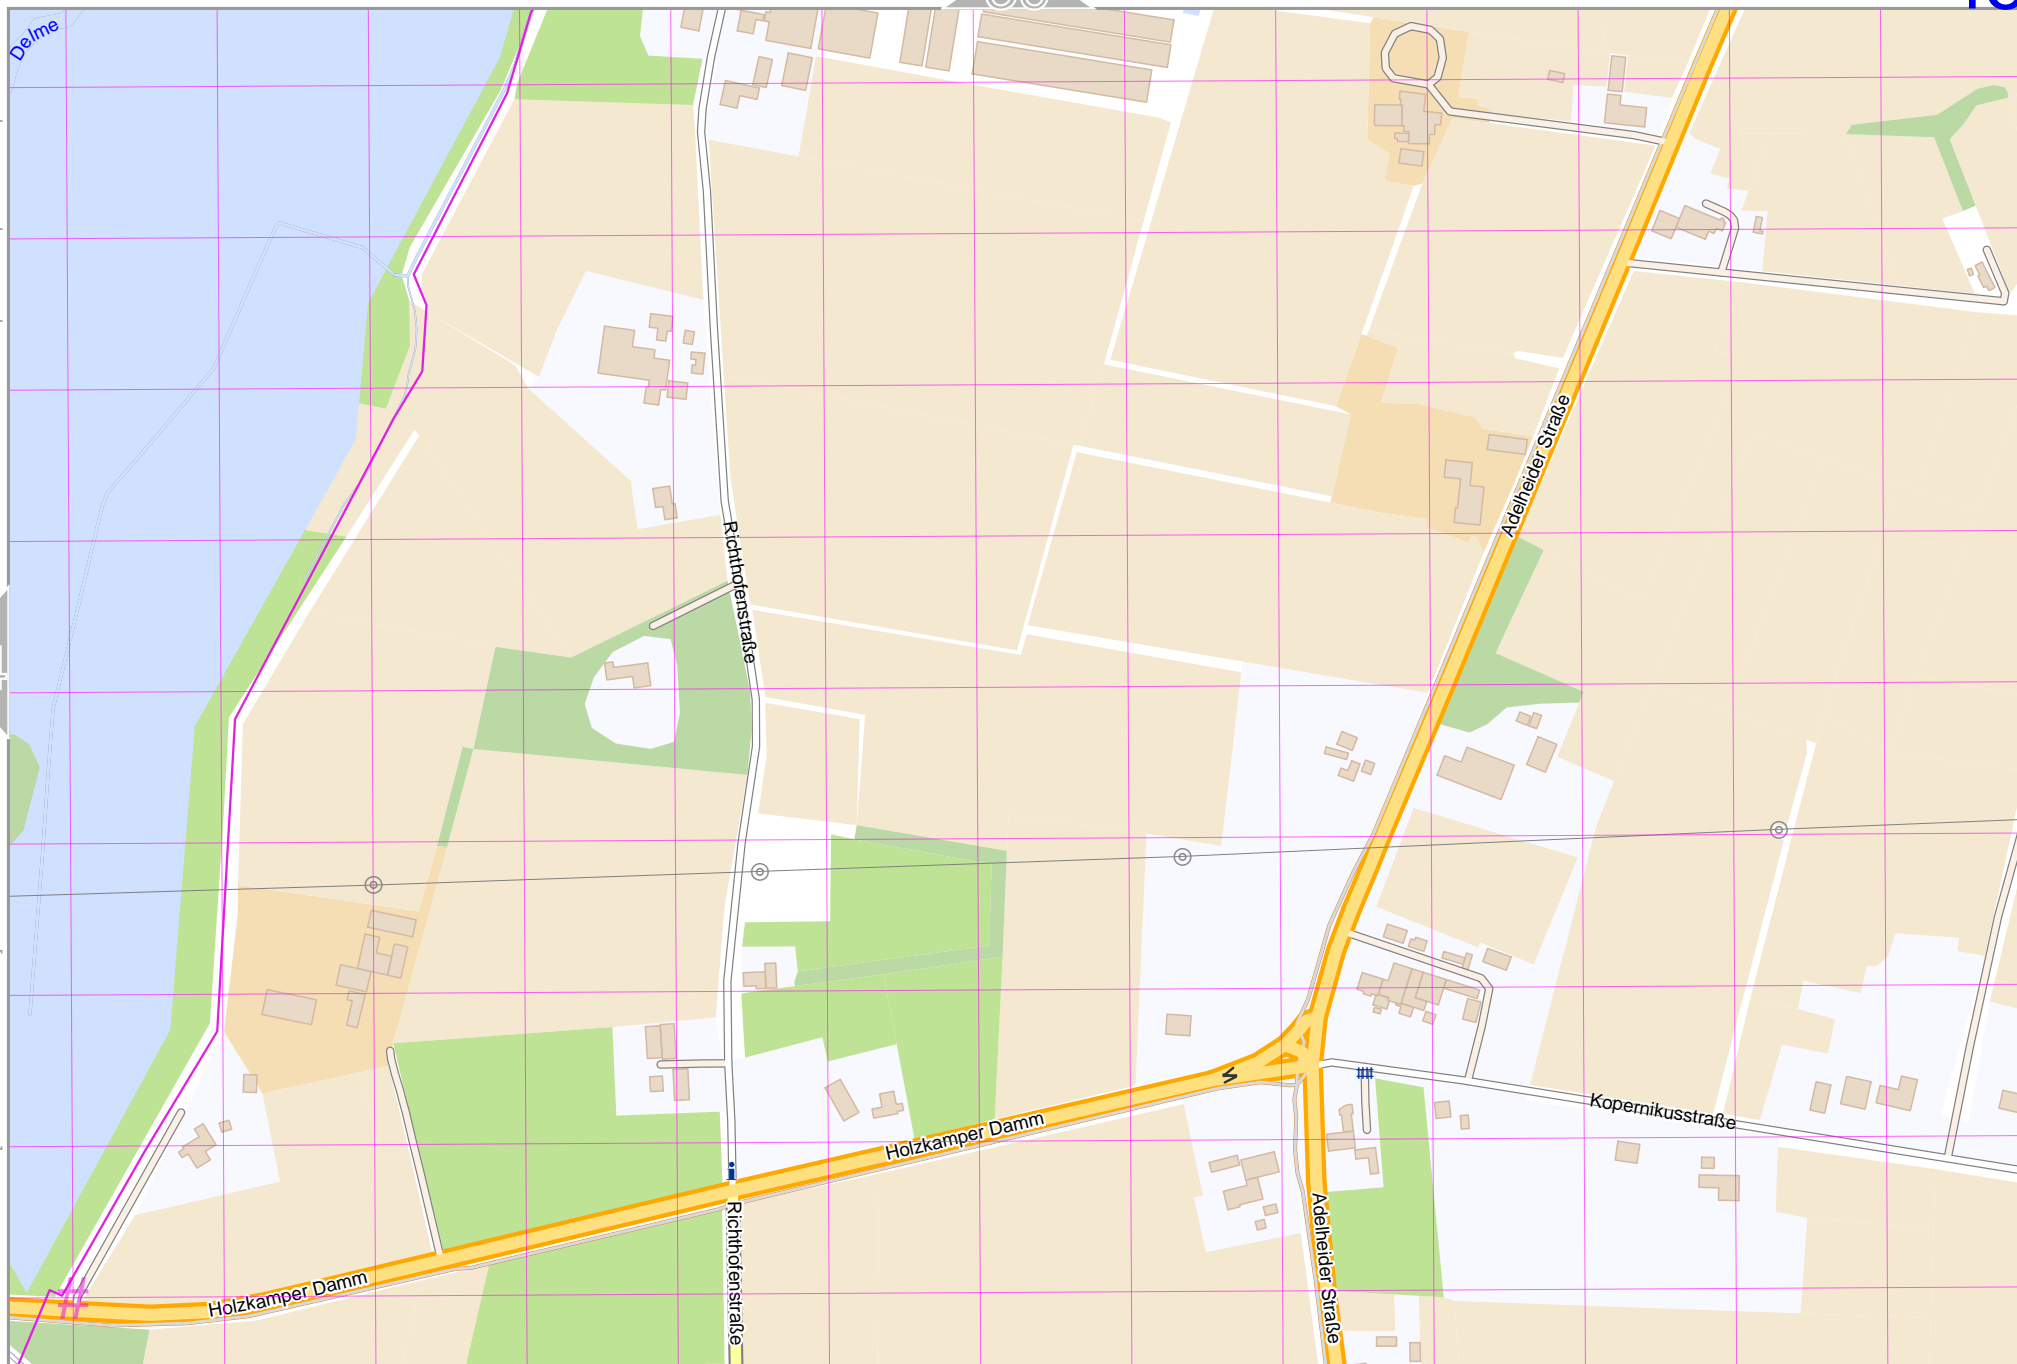 Delme
Adelheider Straße
Richthofenstraße
Kopernikusstraße
Holzkamper Damm
Adelheider Straße
Richthofenstraße
Holzkamper Damm